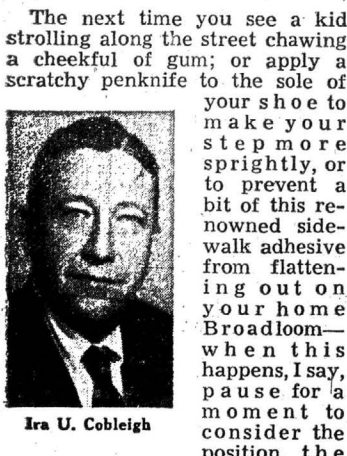 The next time you see a kid
strolling along the street chawing
a cheekful of gum; or apply a
scratchy penknife to the sole of
your shoe to
make your
step more
sprightly, or
to prevent a
bit of this re-
nowned side-
walk adhesive
from flatten-
ing out on
your home
Broadloom—
when this
happens, I say,
pause for a
moment to
consider the
position the
Ira U. Cobleigh